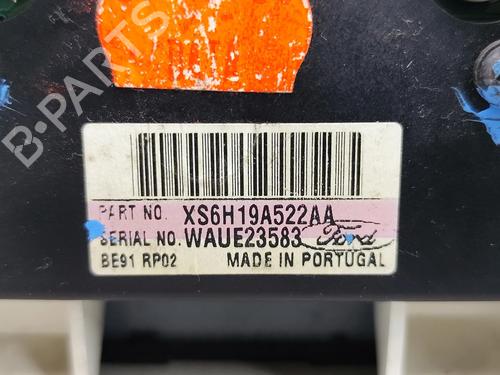 B-PARTS
PART NO. XS6H19A522AA
SERIAL NO. WAUE23583 Ford
BE91 RP02 MADE IN PORTUGAL